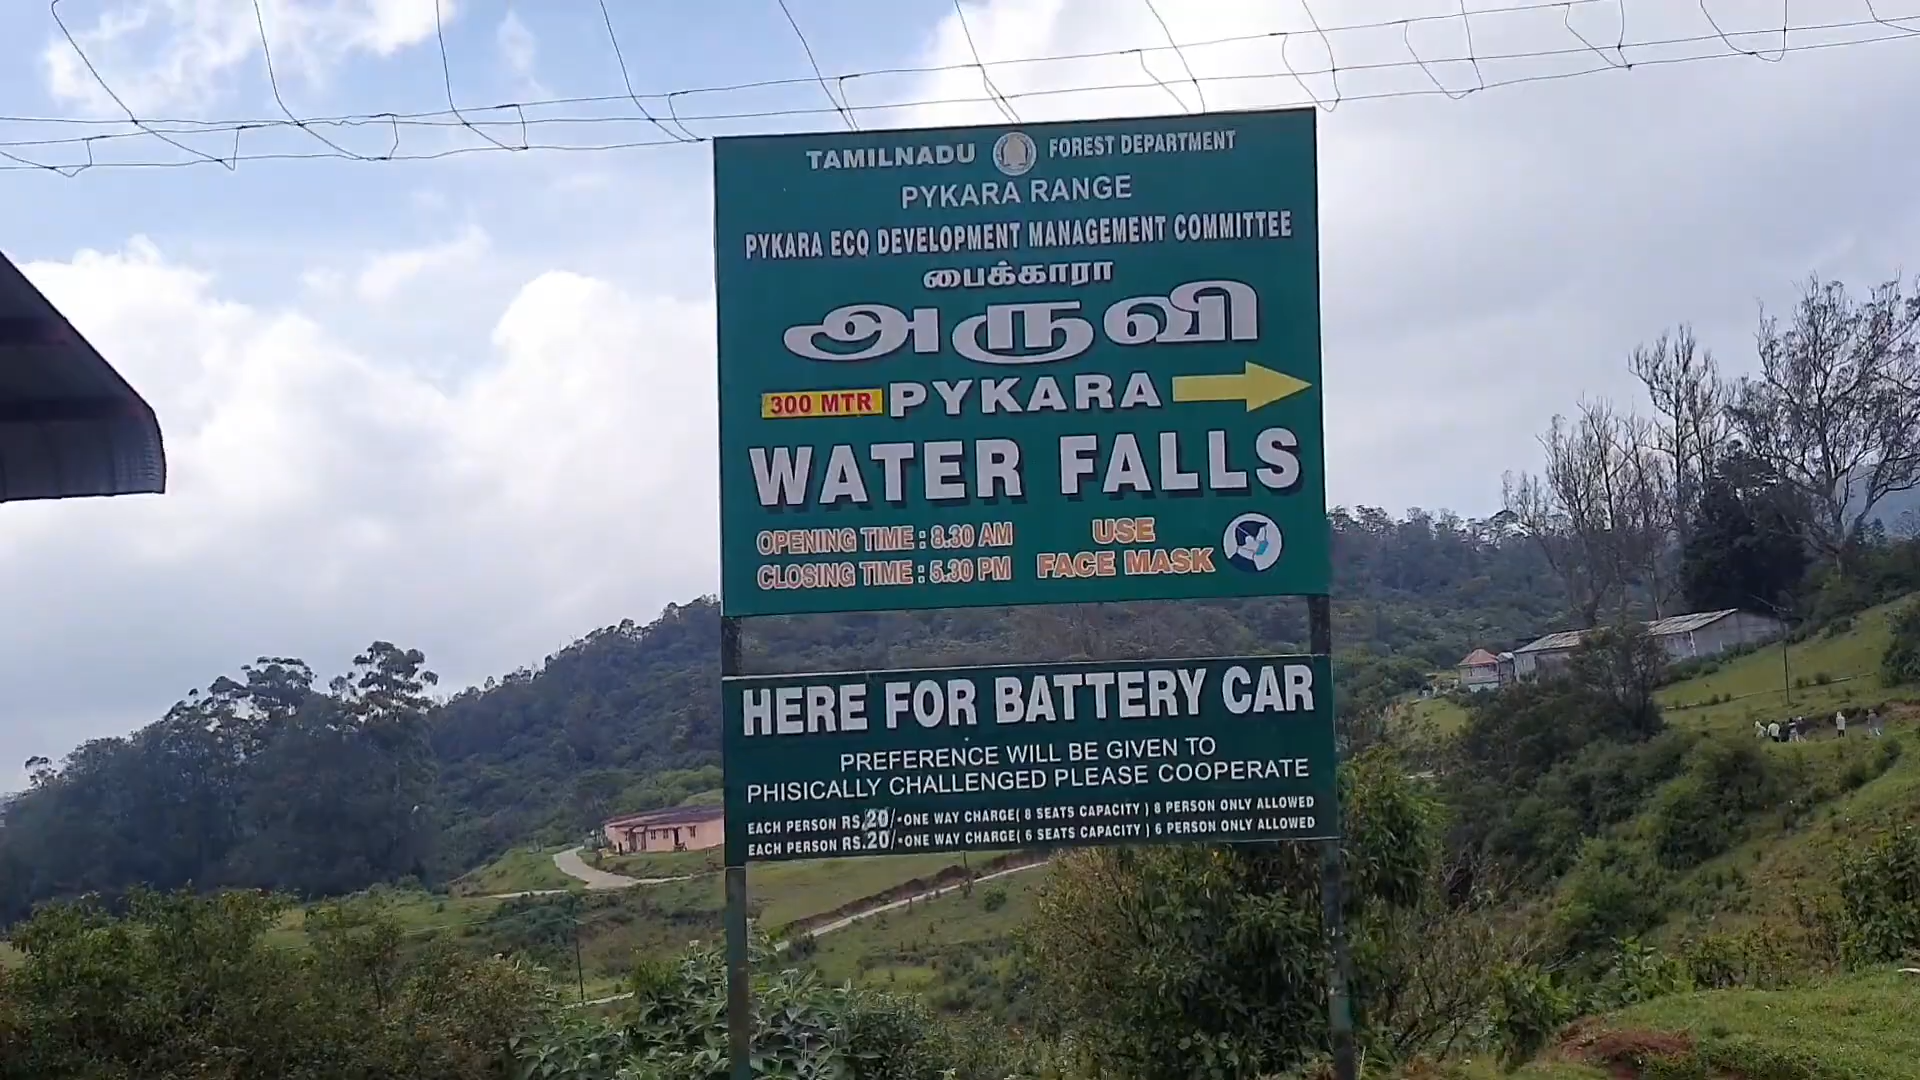 TAMILNADU FOREST DEPARTMENT
PYKARA RANGE
PYKARA ECO DEVELOPMENT MANAGEMENT COMMITTEE
பைக்காரா
அருவி
300 MTR PYKARA
WATER FALLS
OPENING TIME : 8.30 AM
CLOSING TIME : 5.30 PM
USE
FACE MASK
HERE FOR BATTERY CAR
PREFERENCE WILL BE GIVEN TO
PHISICALLY CHALLENGED PLEASE COOPERATE
EACH PERSON RS.20/-ONE WAY CHARGE( 8 SEATS CAPACITY ) 8 PERSON ONLY ALLOWED
EACH PERSON RS.20/-ONE WAY CHARGE( 6 SEATS CAPACITY ) 6 PERSON ONLY ALLOWED